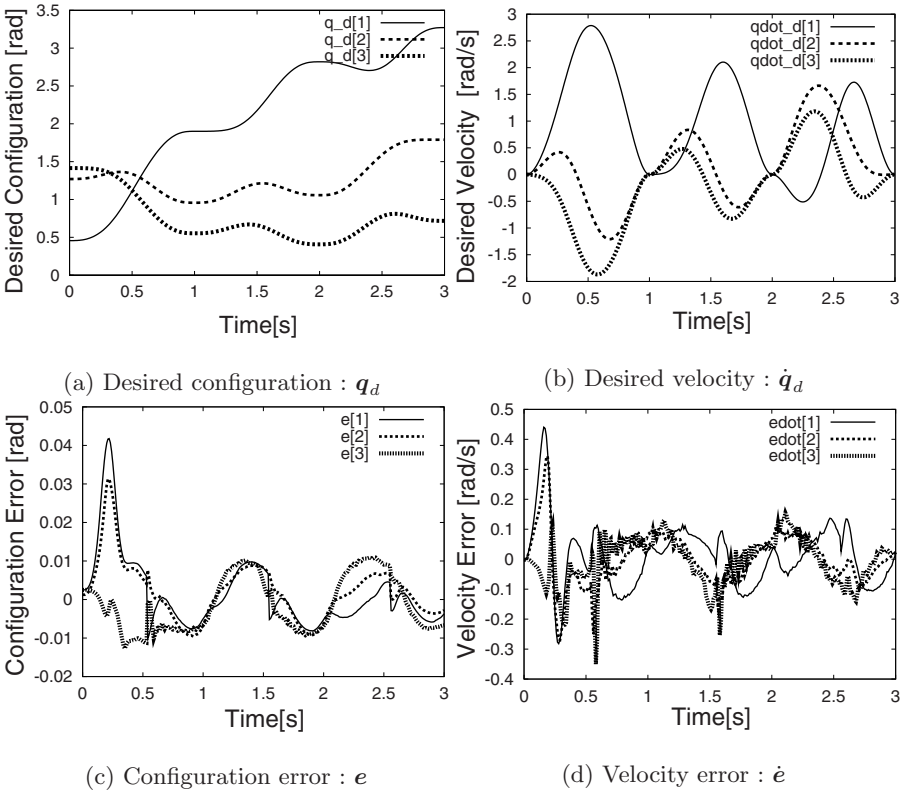 Desired Configuration [rad]
3.5
3
2.5
2
1.5
1
0.5
0
q_d[1]
q_d[2]
q_d[3]
0 0.5 1 1.5 2 2.5 3
Time[s]
(a) Desired configuration : q_d
Desired Velocity [rad/s]
3
2.5
2
1.5
1
0.5
0
-0.5
-1
-1.5
-2
qdot_d[1]
qdot_d[2]
qdot_d[3]
0 0.5 1 1.5 2 2.5 3
Time[s]
(b) Desired velocity : q̇_d
Configuration Error [rad]
0.05
0.04
0.03
0.02
0.01
0
-0.01
-0.02
e[1]
e[2]
e[3]
0 0.5 1 1.5 2 2.5 3
Time[s]
(c) Configuration error : e
Velocity Error [rad/s]
0.5
0.4
0.3
0.2
0.1
0
-0.1
-0.2
-0.3
-0.4
edot[1]
edot[2]
edot[3]
0 0.5 1 1.5 2 2.5 3
Time[s]
(d) Velocity error : ė